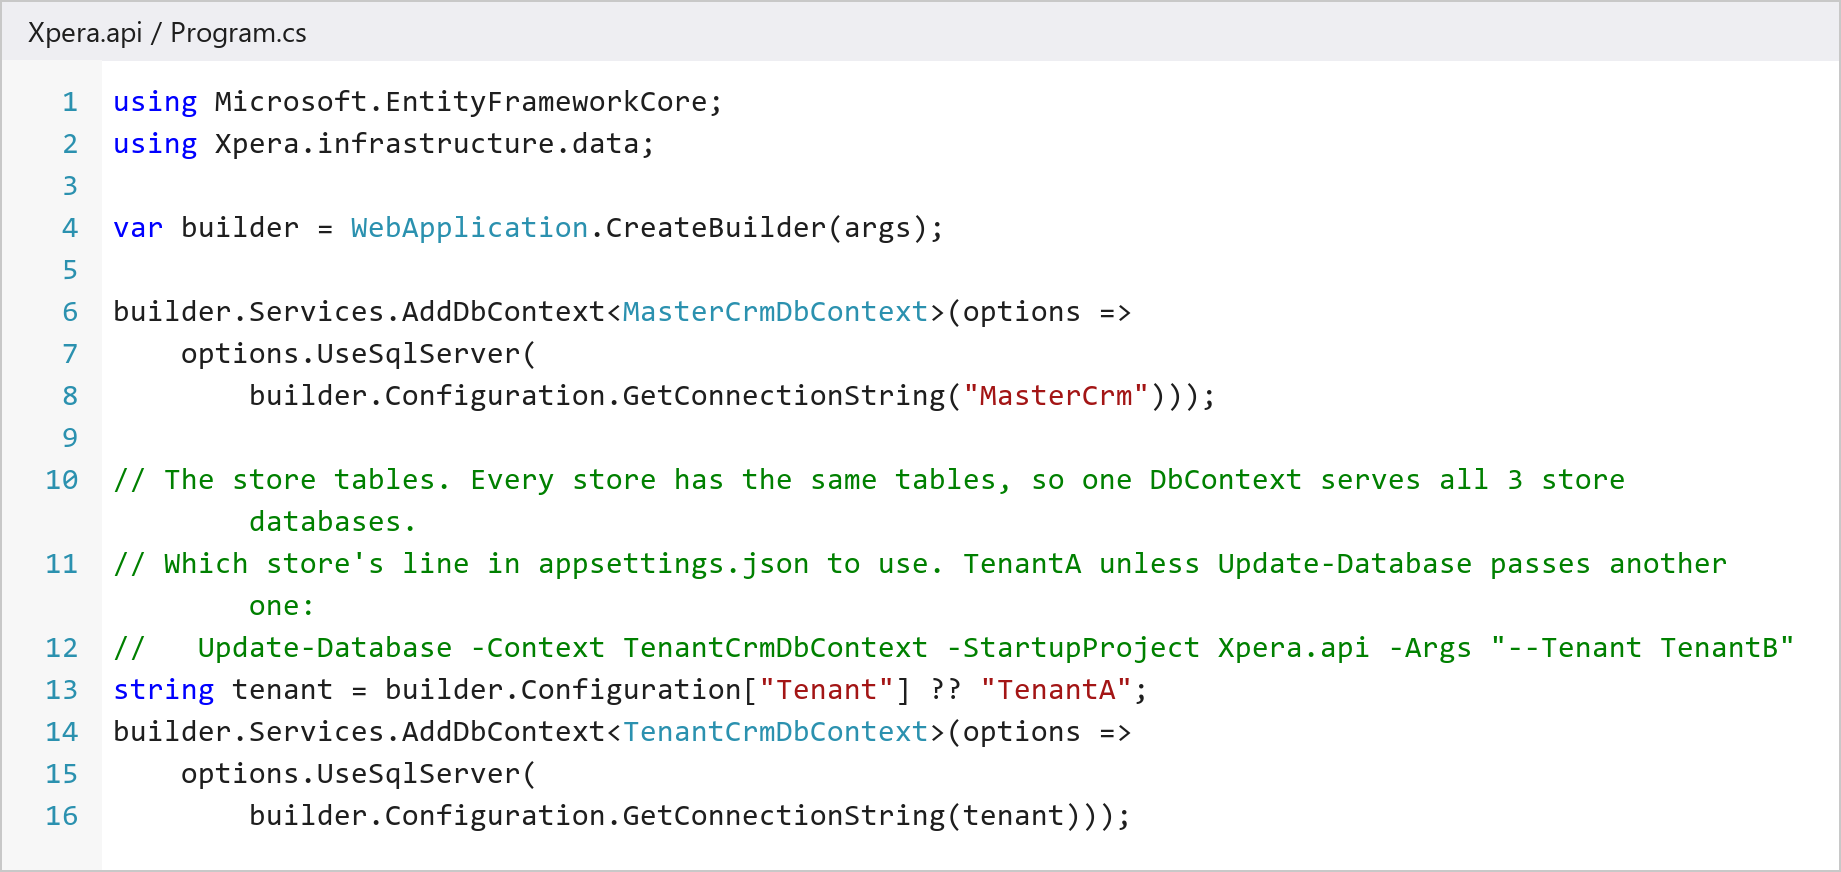 Xpera.api / Program.cs
1 using Microsoft.EntityFrameworkCore;
2 using Xpera.infrastructure.data;
3
4 var builder = WebApplication.CreateBuilder(args);
5
6 builder.Services.AddDbContext<MasterCrmDbContext>(options =>
7     options.UseSqlServer(
8         builder.Configuration.GetConnectionString("MasterCrm")));
9
10 // The store tables. Every store has the same tables, so one DbContext serves all 3 store
        databases.
11 // Which store's line in appsettings.json to use. TenantA unless Update-Database passes another
        one:
12 //   Update-Database -Context TenantCrmDbContext -StartupProject Xpera.api -Args "--Tenant TenantB"
13 string tenant = builder.Configuration["Tenant"] ?? "TenantA";
14 builder.Services.AddDbContext<TenantCrmDbContext>(options =>
15     options.UseSqlServer(
16         builder.Configuration.GetConnectionString(tenant)));